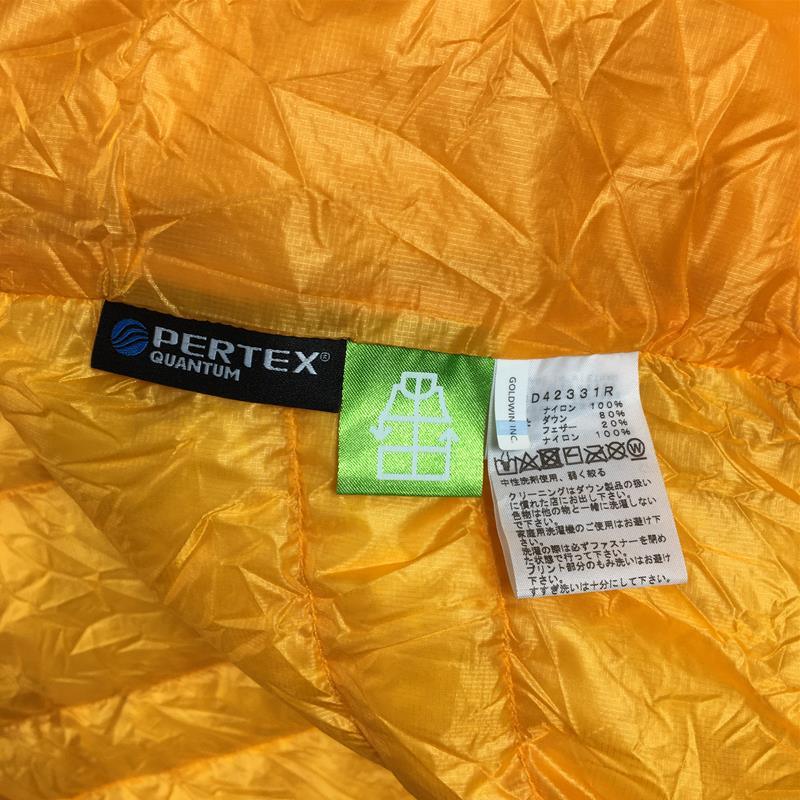 PERTEX®
QUANTUM
GOLDWIN INC.
D42331R
ナイロン 100%
ダウン 80%
フェザー 20%
ナイロン 100%
中性洗剤使用、弱く絞る
クリーニングはダウン製品の扱い
に慣れた店にお出し下さい。
色物は他の物と一緒に洗濯しない
で下さい。
家庭用洗濯機のご使用はお避け下
さい。
洗濯の際は必ずファスナーを閉め
た状態で行って下さい。
プリント部分のもみ洗いはお避け
下さい。
すすぎ洗いは十分にして下さい。